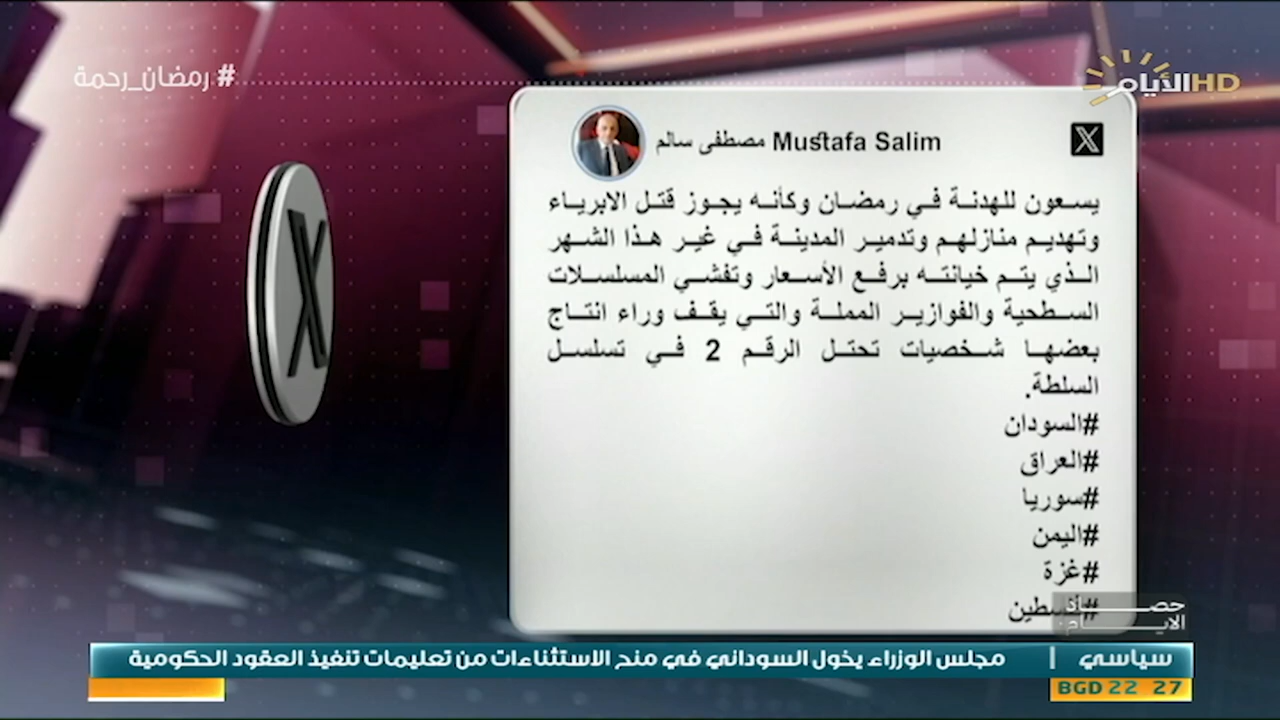 # رمضان_رحمة
الأيام HD
مصطفى سالم Mustafa Salim
X
يسعون للهدنة في رمضان وكأنه يجوز قتل الابرياء
وتهديم منازلهم وتدمير المدينة في غير هذا الشهر
الذي يتم خيانته برفع الأسعار وتفشي المسلسلات
السطحية والفوازير المملة والتي يقف وراء انتاج
بعضها شخصيات تحتل الرقم 2 في تسلسل
السلطة.
#السودان
#العراق
#سوريا
#اليمن
#غزة
#فلسطين
حصاد
الايام
سياسي | مجلس الوزراء يخول السوداني في منح الاستثناءات من تعليمات تنفيذ العقود الحكومية
BGD 22 27